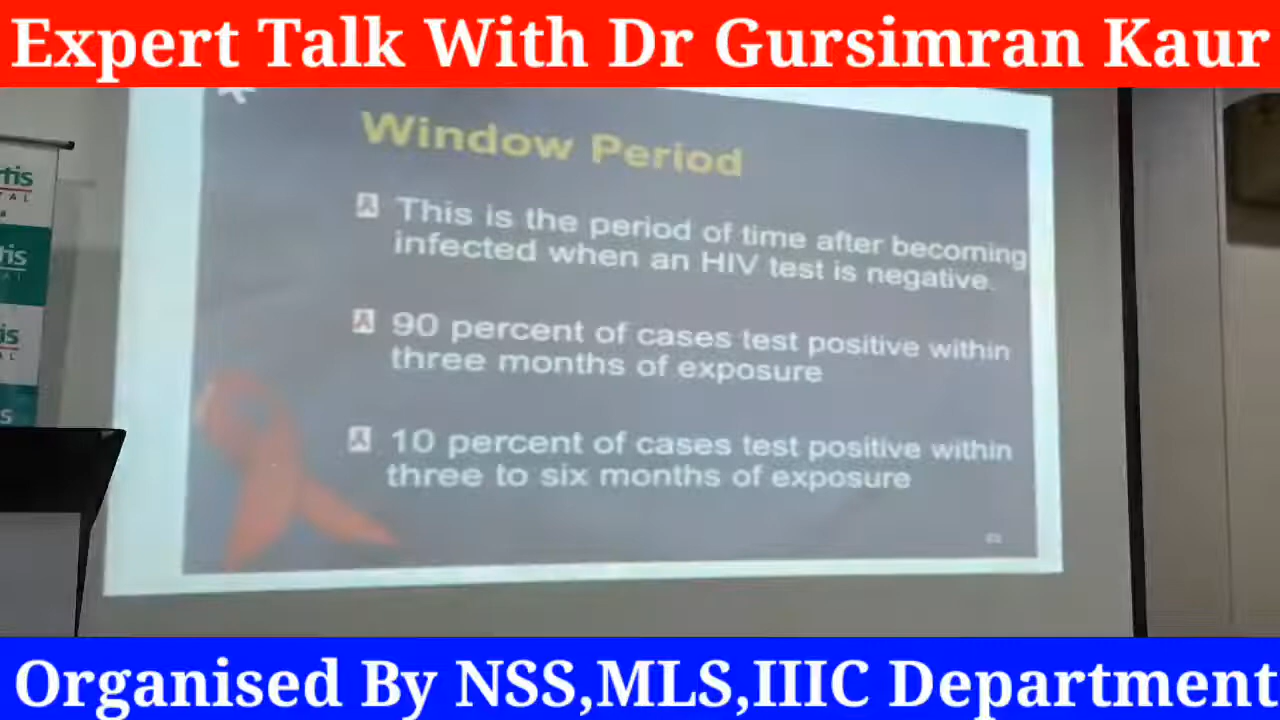 Expert Talk With Dr Gursimran Kaur
Window Period
This is the period of time after becoming
infected when an HIV test is negative.
90 percent of cases test positive within
three months of exposure
10 percent of cases test positive within
three to six months of exposure
Organised By NSS,MLS,IIIC Department